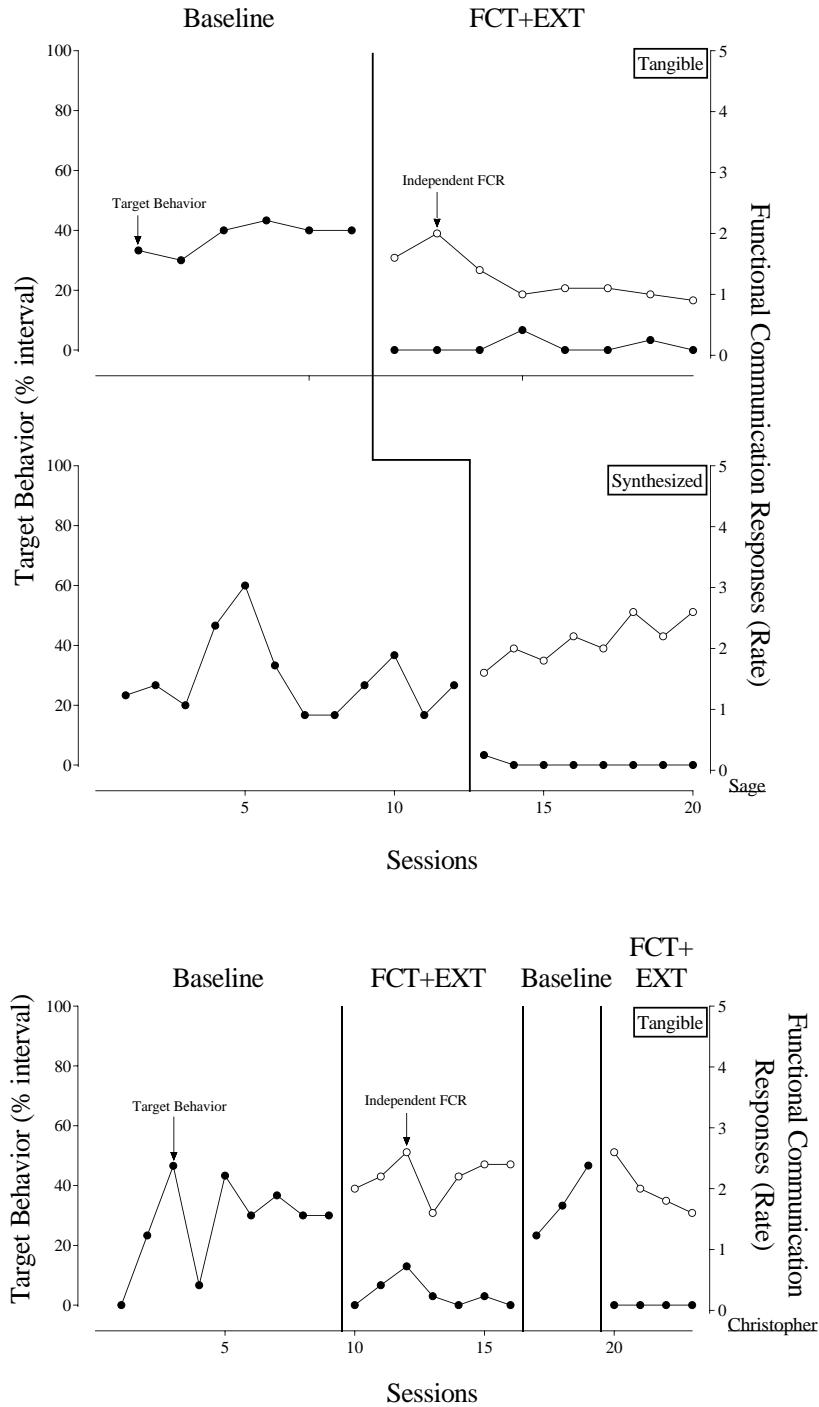 Baseline
FCT+EXT
Tangible
100
80
60
40
20
0
5
4
3
2
1
0
Target Behavior
Independent FCR
Target Behavior (% interval)
Functional Communication Responses (Rate)
Synthesized
100
80
60
40
20
0
5
4
3
2
1
0
Sage
5
10
15
20
Sessions
Baseline
FCT+EXT
Baseline
FCT+
EXT
Tangible
100
80
60
40
20
0
5
4
3
2
1
0
Target Behavior
Independent FCR
Target Behavior (% interval)
Functional Communication
Responses (Rate)
Christopher
5
10
15
20
Sessions